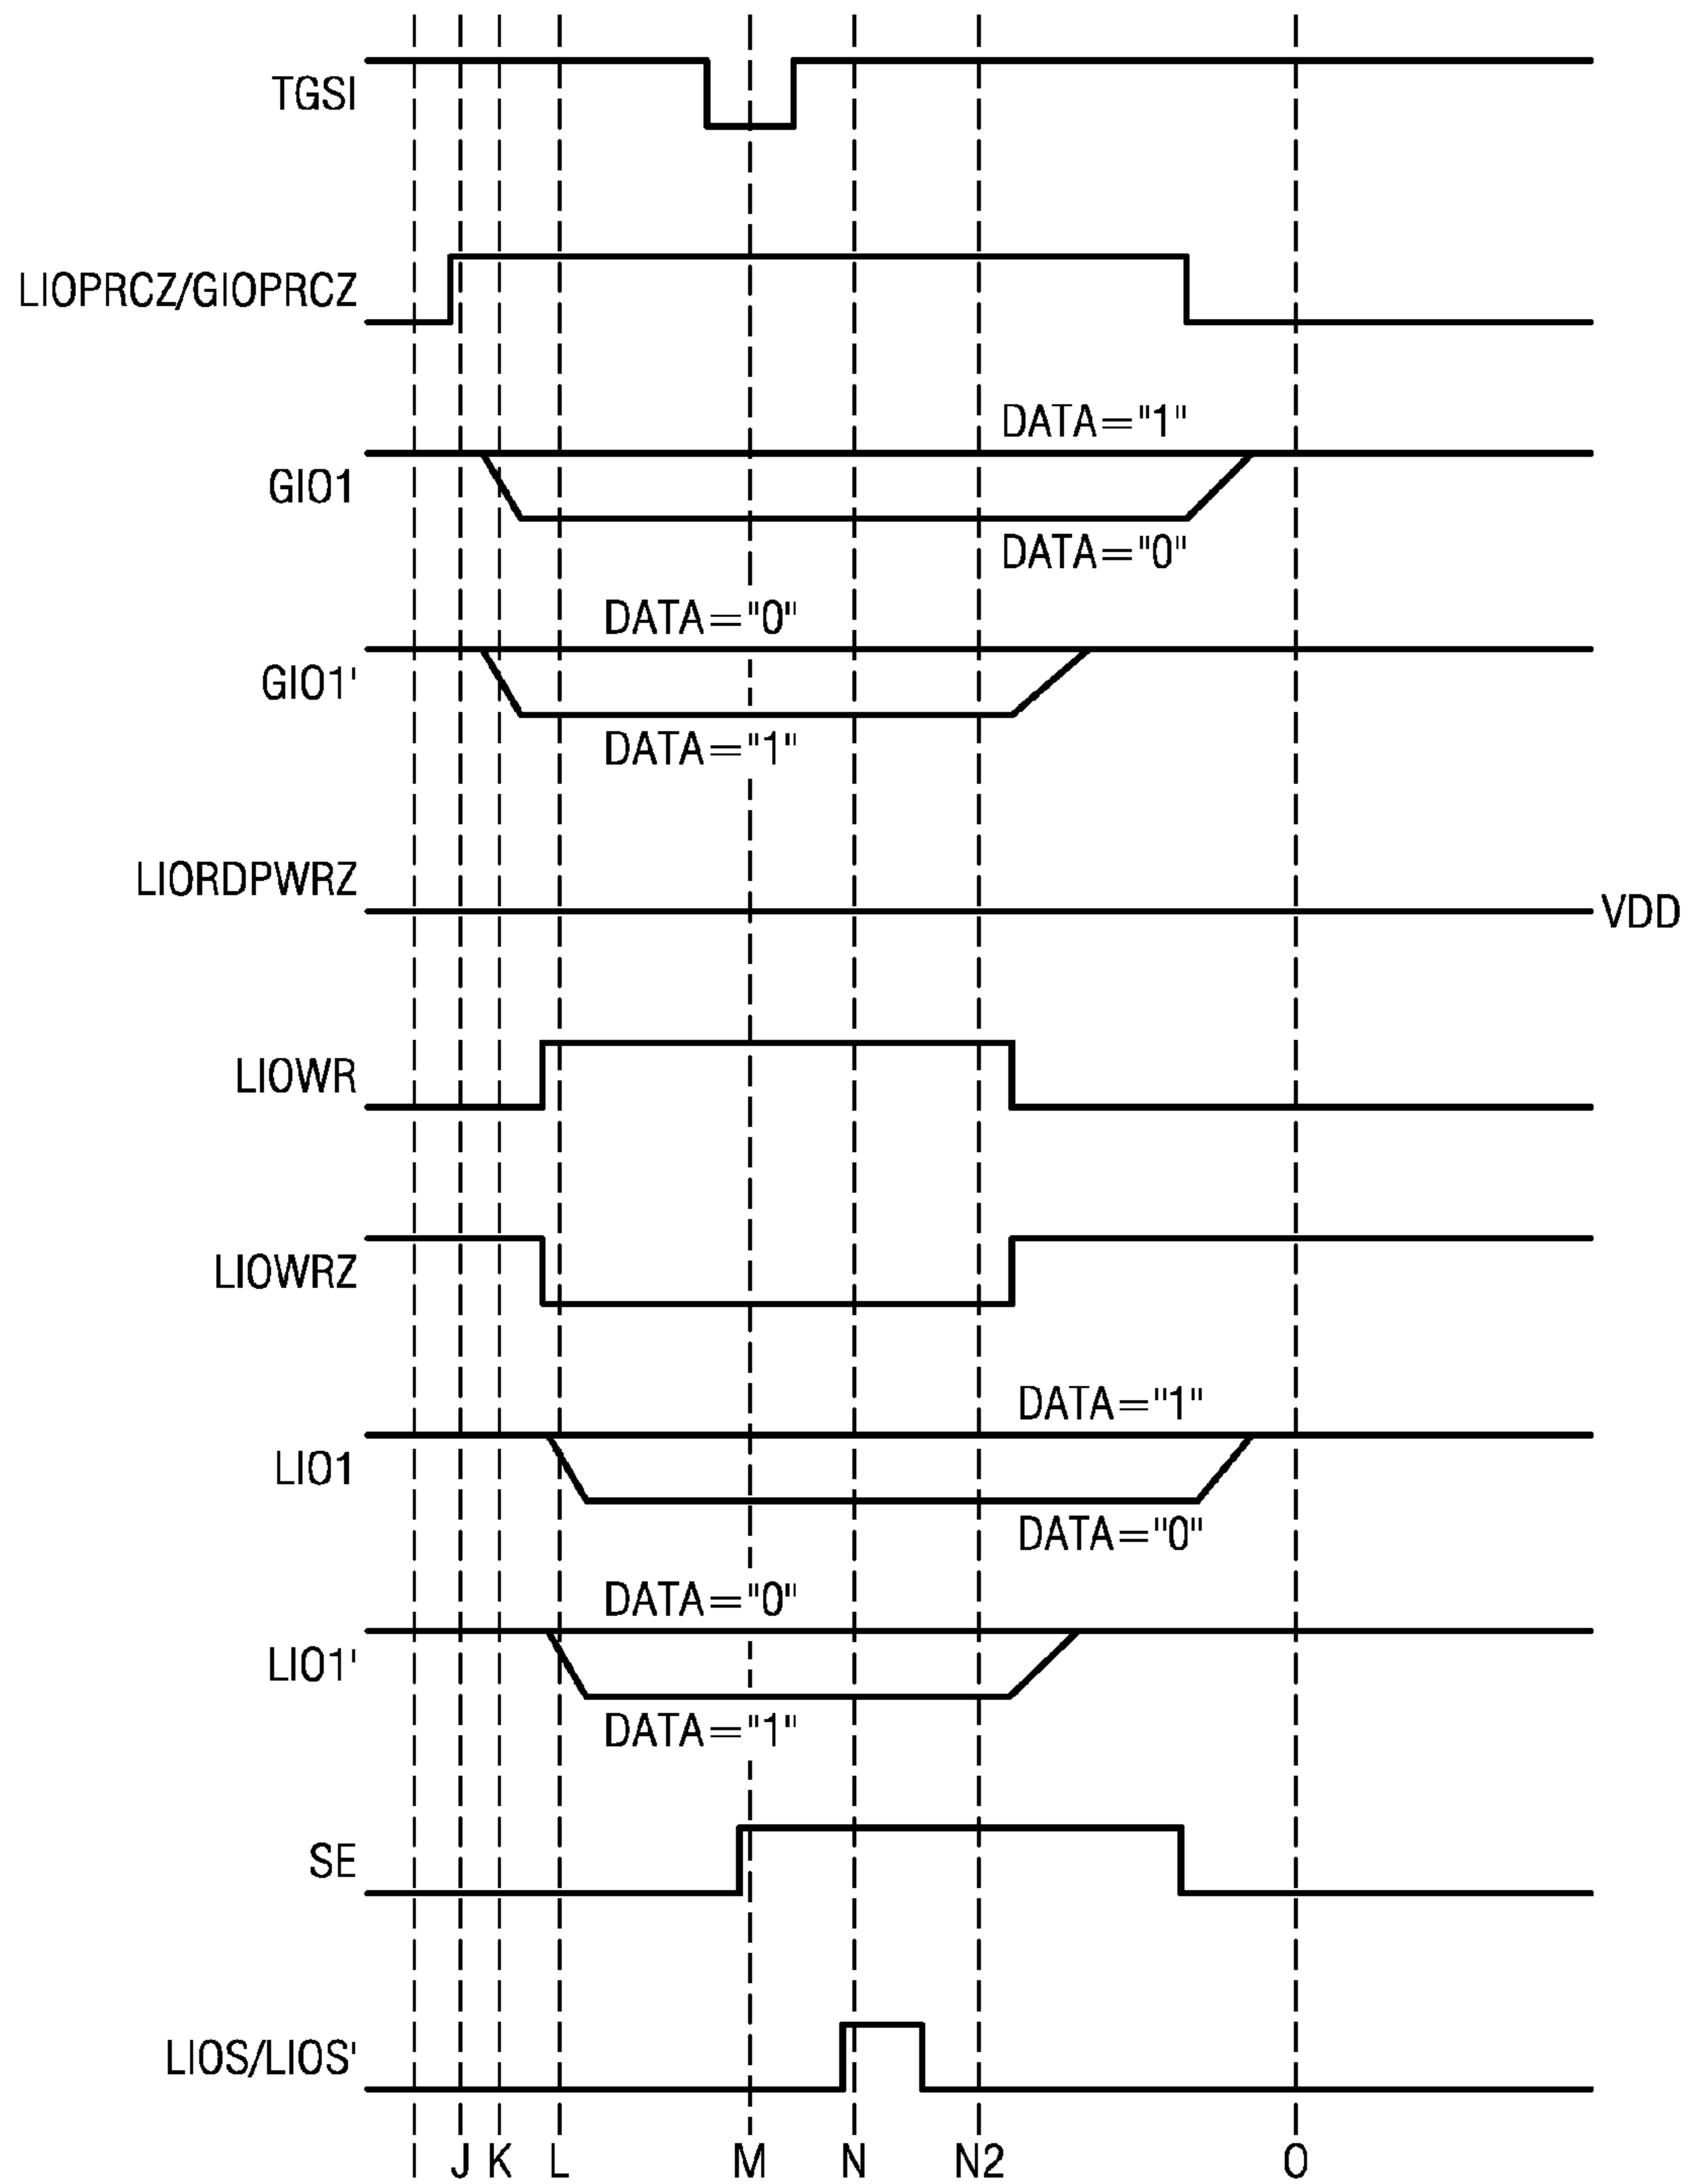 TGSI
LIOPRCZ/GIOPRCZ
DATA="1"
GIO1
DATA="0"
DATA="0"
GIO1'
DATA="1"
LIORDPWRZ
VDD
LIOWR
LIOWRZ
DATA="1"
LIO1
DATA="0"
DATA="0"
LIO1'
DATA="1"
SE
LIOS/LIOS'
I J K L M N N2 O